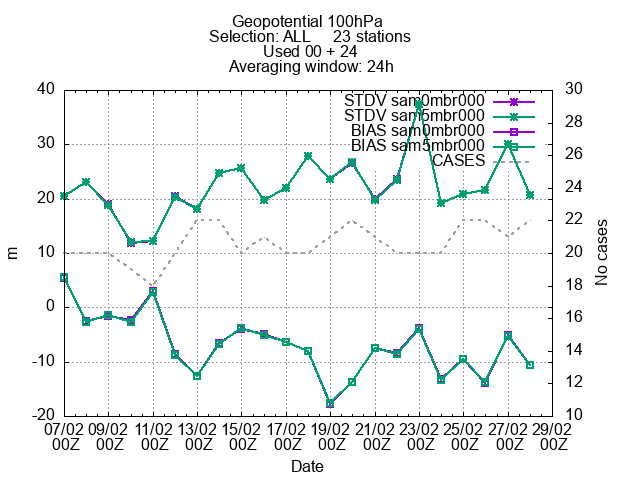 Geopotential 100hPa
Selection: ALL 23 stations
Used 00 + 24
Averaging window: 24h
40 30
STDV sam0mbr000
STDV sam5mbr000
BIAS sam0mbr000
BIAS sam5mbr000
CASES
30 28
20 26
10 24
0 22
-10 20
-20 18
16
14
12
10
m
No cases
07/02 09/02 11/02 13/02 15/02 17/02 19/02 21/02 23/02 25/02 27/02 29/02
00Z 00Z 00Z 00Z 00Z 00Z 00Z 00Z 00Z 00Z 00Z 00Z
Date